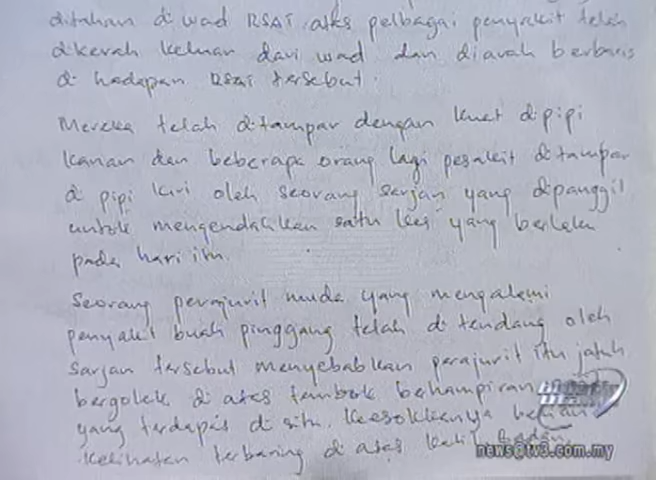 ditahan di wad RSAT atas pelbagai penyakit telah
dikerah keluar dari wad dan diarah berbaris
di hadapan RSAT tersebut.
Mereka telah ditampar dengan kuat di pipi
kanan dan beberapa orang lagi pesakit ditampar
di pipi kiri oleh seorang sarjan yang dipanggil
untuk mengendalikan satu kes yang berlaku
pada hari itu.
Seorang perajurit muda yang mengalami
penyakit buah pinggang telah ditendang oleh
sarjan tersebut menyebabkan perajurit itu jatuh
bergolek di atas tembok berhampiran
yang terdapat di situ. Keesokkanya
kelihatan terbaring di atas katil
news@tv3.com.my